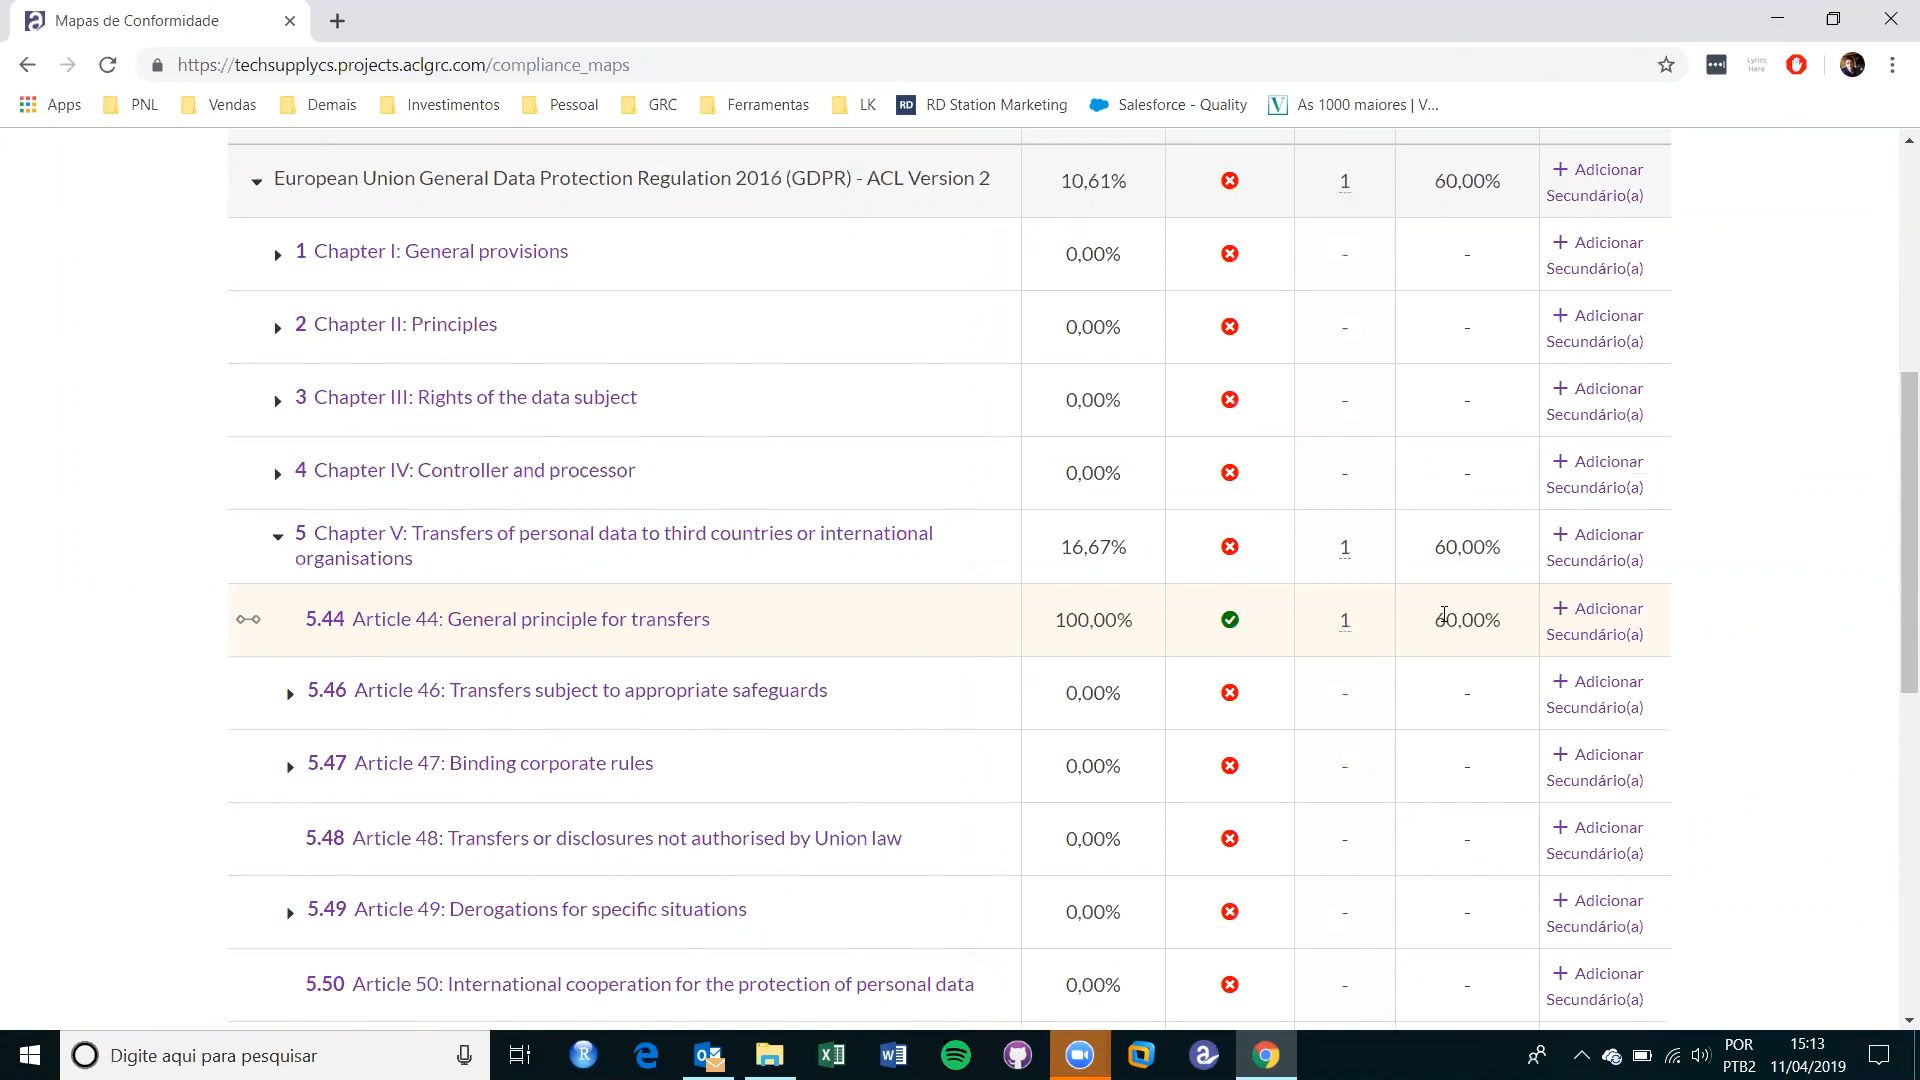 Mapas de Conformidade
https://techsupplycs.projects.aclgrc.com/compliance_maps
Lyrics
Here
Apps PNL Vendas Demais Investimentos Pessoal GRC Ferramentas LK RD RD Station Marketing Salesforce - Quality V As 1000 maiores | V...
European Union General Data Protection Regulation 2016 (GDPR) - ACL Version 2 10,61% 1 60,00% + Adicionar
Secundário(a)
1 Chapter I: General provisions 0,00% - - + Adicionar
Secundário(a)
2 Chapter II: Principles 0,00% - - + Adicionar
Secundário(a)
3 Chapter III: Rights of the data subject 0,00% - - + Adicionar
Secundário(a)
4 Chapter IV: Controller and processor 0,00% - - + Adicionar
Secundário(a)
5 Chapter V: Transfers of personal data to third countries or international
organisations 16,67% 1 60,00% + Adicionar
Secundário(a)
5.44 Article 44: General principle for transfers 100,00% 1 60,00% + Adicionar
Secundário(a)
5.46 Article 46: Transfers subject to appropriate safeguards 0,00% - - + Adicionar
Secundário(a)
5.47 Article 47: Binding corporate rules 0,00% - - + Adicionar
Secundário(a)
5.48 Article 48: Transfers or disclosures not authorised by Union law 0,00% - - + Adicionar
Secundário(a)
5.49 Article 49: Derogations for specific situations 0,00% - - + Adicionar
Secundário(a)
5.50 Article 50: International cooperation for the protection of personal data 0,00% - - + Adicionar
Secundário(a)
Digite aqui para pesquisar
POR 15:13
PTB2 11/04/2019